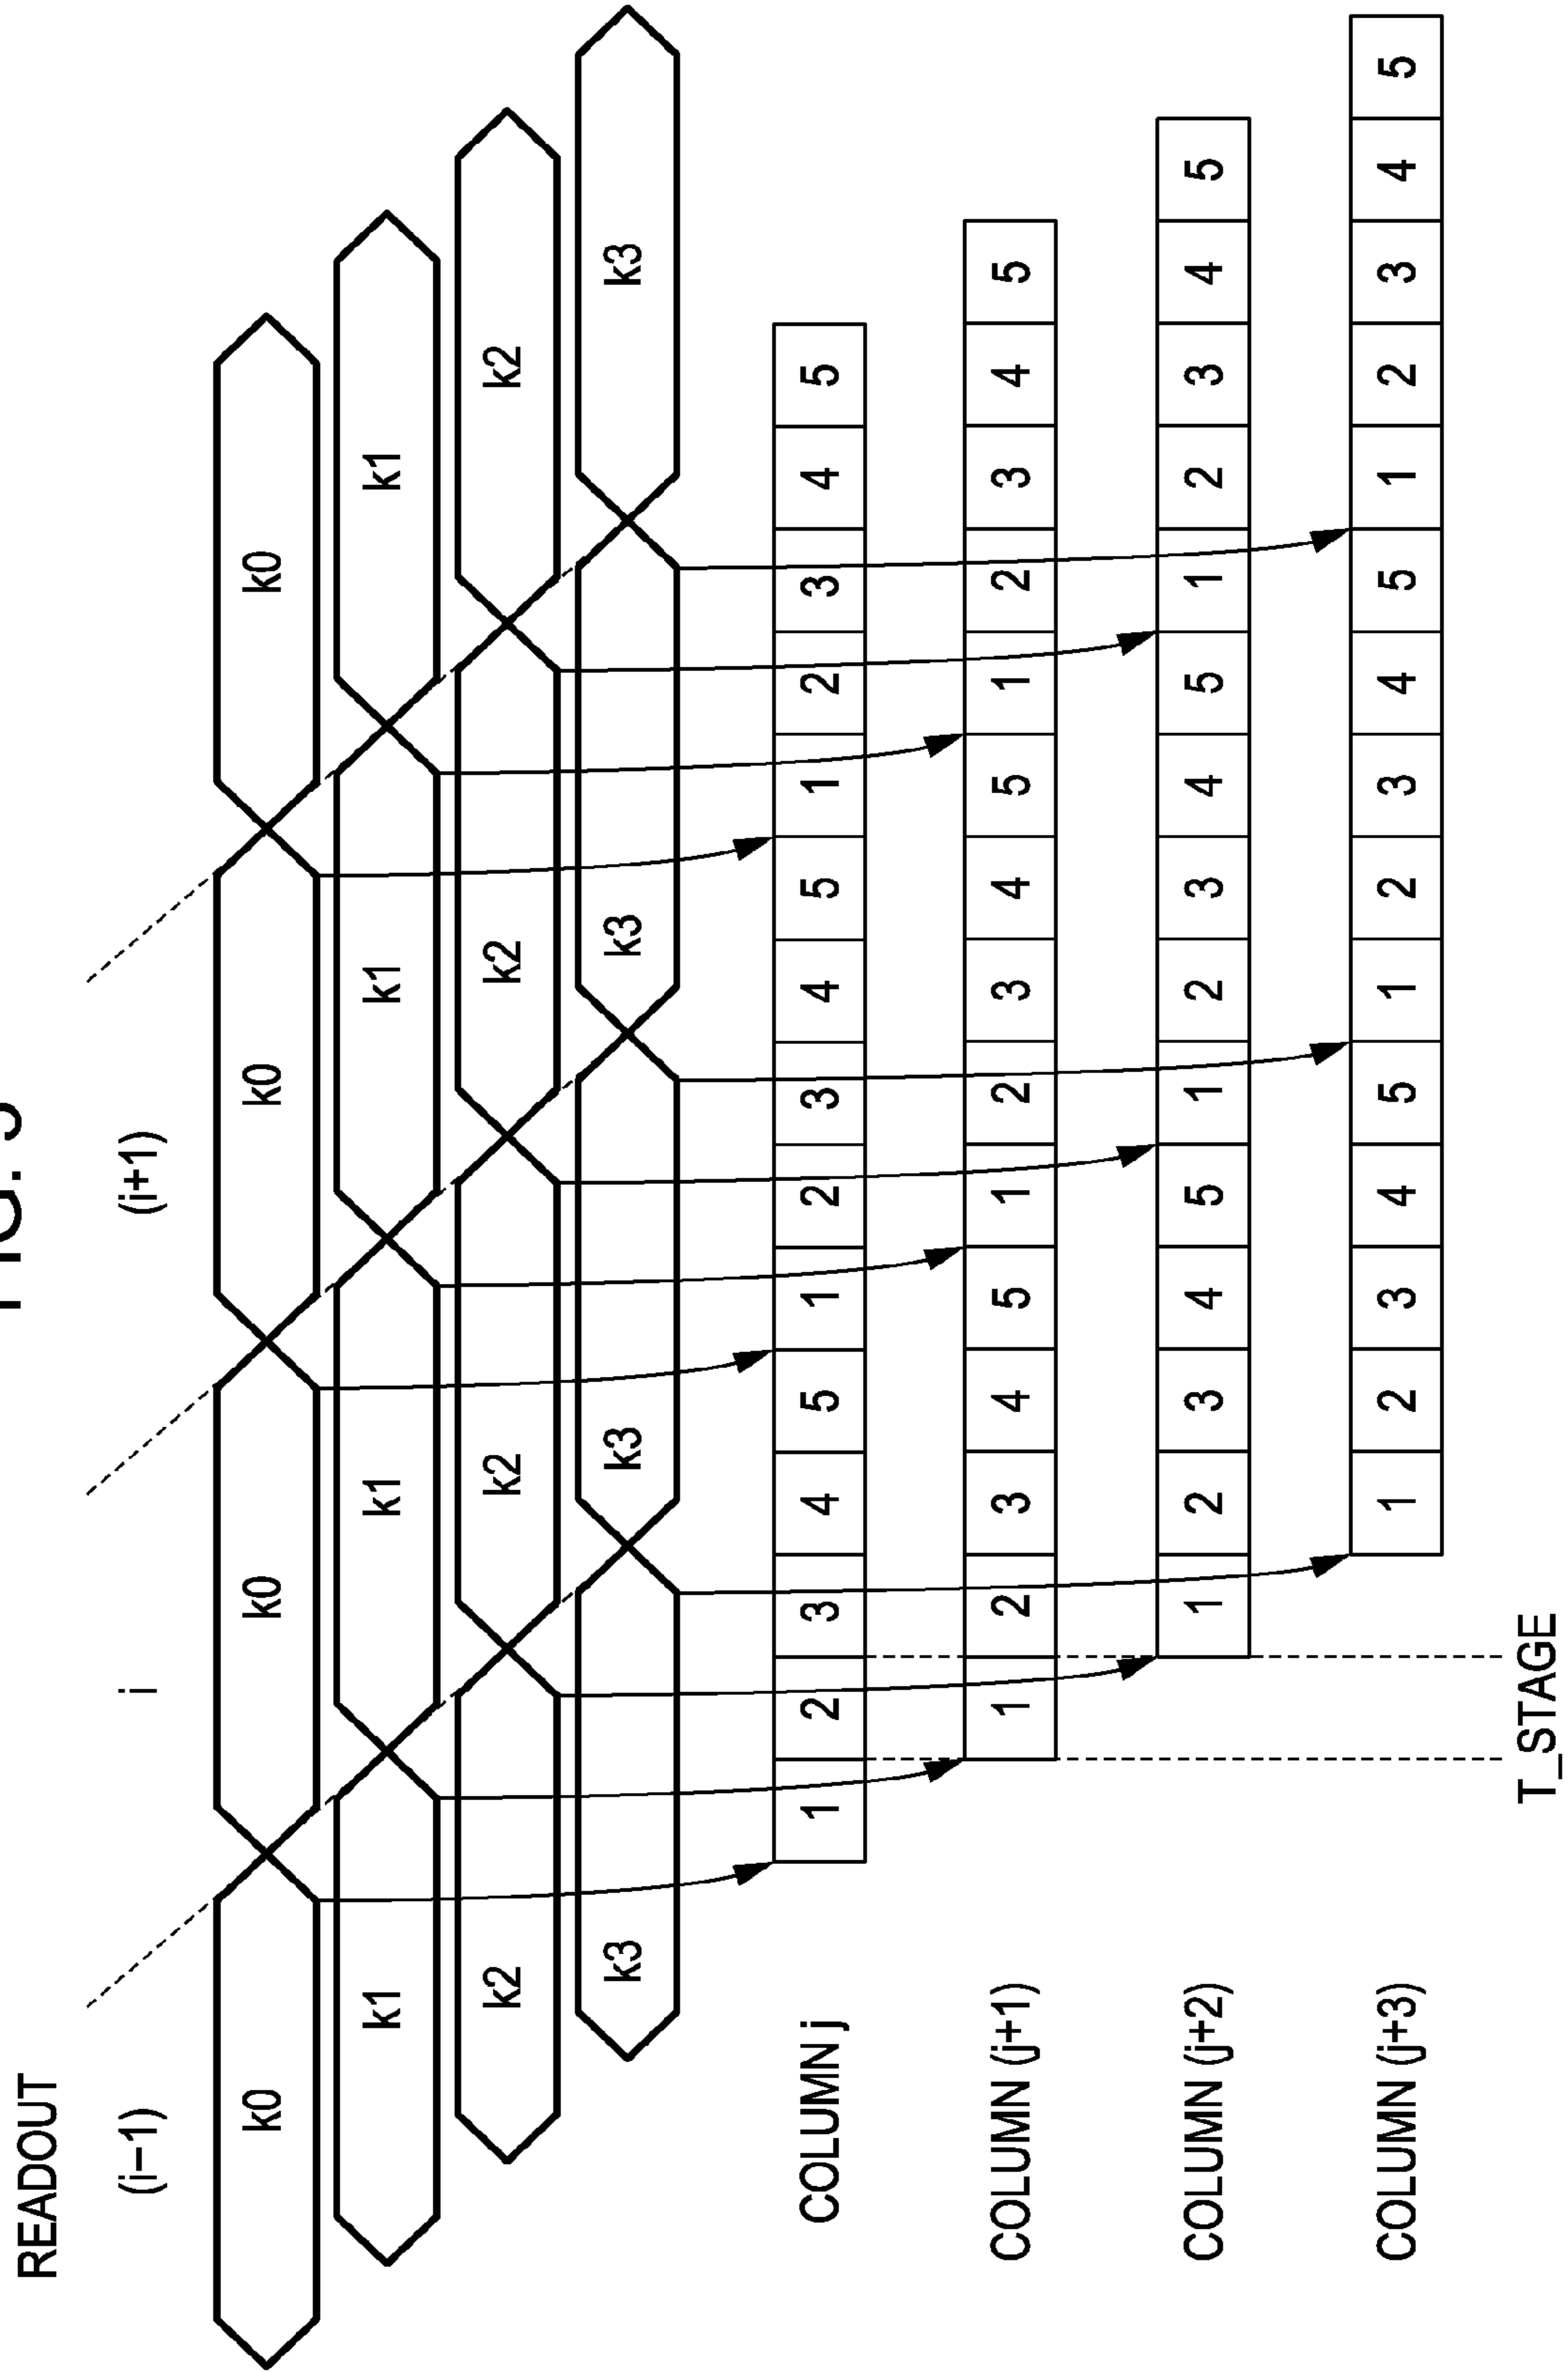 FIG.
READOUT
(i−1) i (i+1)
k0 k0 k0 k0
k1 k1 k1 k1
k2 k2 k2 k2
k3 k3 k3 k3
COLUMN j 1 2 3 4 5 1 2 3 4 5 1 2 3 4 5
COLUMN (j+1) 1 2 3 4 5 1 2 3 4 5 1 2 3 4 5
COLUMN (j+2) 1 2 3 4 5 1 2 3 4 5 1 2 3 4 5
COLUMN (j+3) 1 2 3 4 5 1 2 3 4 5 1 2 3 4 5
T_STAGE